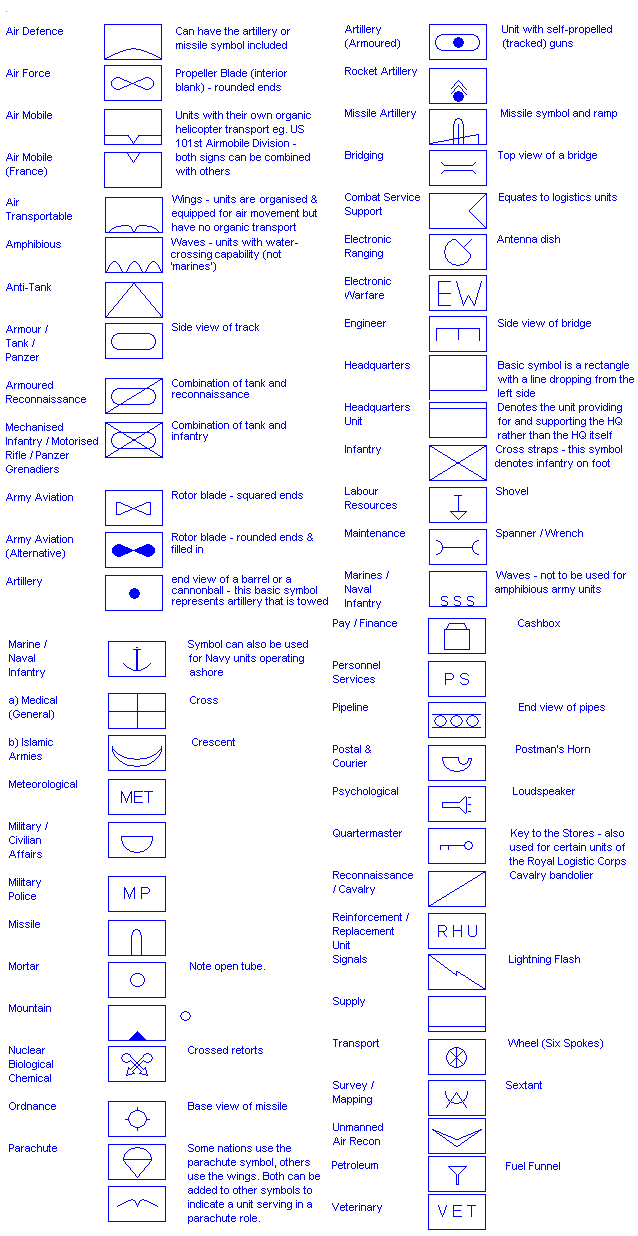 Air Defence
Can have the artillery or
missile symbol included
Air Force
Propeller Blade (interior
blank) - rounded ends
Air Mobile
Units with their own organic
helicopter transport eg. US
101st Airmobile Division -
both signs can be combined
with others
Air Mobile
(France)
Air
Transportable
Wings - units are organised &
equipped for air movement but
have no organic transport
Amphibious
Waves - units with water-
crossing capability (not
'marines')
Anti-Tank
Armour /
Tank /
Panzer
Side view of track
Armoured
Reconnaissance
Combination of tank and
reconnaissance
Mechanised
Infantry / Motorised
Rifle / Panzer
Grenadiers
Combination of tank and
infantry
Army Aviation
Rotor blade - squared ends
Army Aviation
(Alternative)
Rotor blade - rounded ends &
filled in
Artillery
end view of a barrel or a
cannonball - this basic symbol
represents artillery that is towed
Marine /
Naval
Infantry
Symbol can also be used
for Navy units operating
ashore
a) Medical
(General)
Cross
b) Islamic
Armies
Crescent
Meteorological
MET
Military /
Civilian
Affairs
Military
Police
M P
Missile
Mortar
Note open tube.
Mountain
Nuclear
Biological
Chemical
Crossed retorts
Ordnance
Base view of missile
Parachute
Some nations use the
parachute symbol, others
use the wings. Both can be
added to other symbols to
indicate a unit serving in a
parachute role.
Artillery
(Armoured)
Unit with self-propelled
(tracked) guns
Rocket Artillery
Missile Artillery
Missile symbol and ramp
Bridging
Top view of a bridge
Combat Service
Support
Equates to logistics units
Electronic
Ranging
Antenna dish
Electronic
Warfare
EW
Engineer
Side view of bridge
Headquarters
Basic symbol is a rectangle
with a line dropping from the
left side
Headquarters
Unit
Denotes the unit providing
for and supporting the HQ
rather than the HQ itself
Infantry
Cross straps - this symbol
denotes infantry on foot
Labour
Resources
Shovel
Maintenance
Spanner / Wrench
Marines /
Naval
Infantry
S S S
Waves - not to be used for
amphibious army units
Pay / Finance
Cashbox
Personnel
Services
P S
Pipeline
End view of pipes
Postal &
Courier
Postman's Horn
Psychological
Loudspeaker
Quartermaster
Key to the Stores - also
used for certain units of
the Royal Logistic Corps
Reconnaissance
/ Cavalry
Cavalry bandolier
Reinforcement /
Replacement
Unit
R H U
Signals
Lightning Flash
Supply
Transport
Wheel (Six Spokes)
Survey /
Mapping
Sextant
Unmanned
Air Recon
Petroleum
Fuel Funnel
Veterinary
V E T